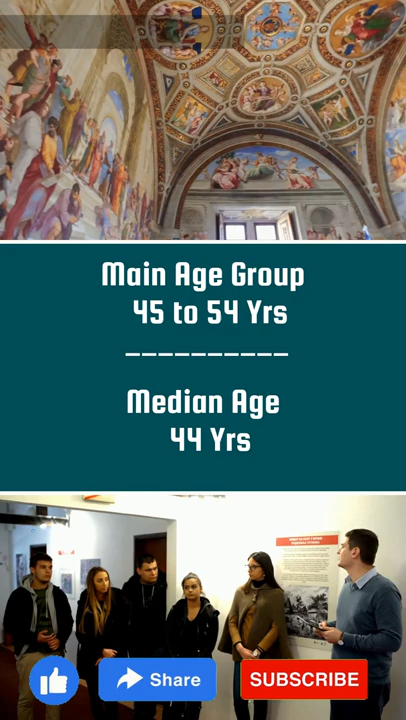 Main Age Group
45 to 54 Yrs
Median Age
44 Yrs
Share
SUBSCRIBE